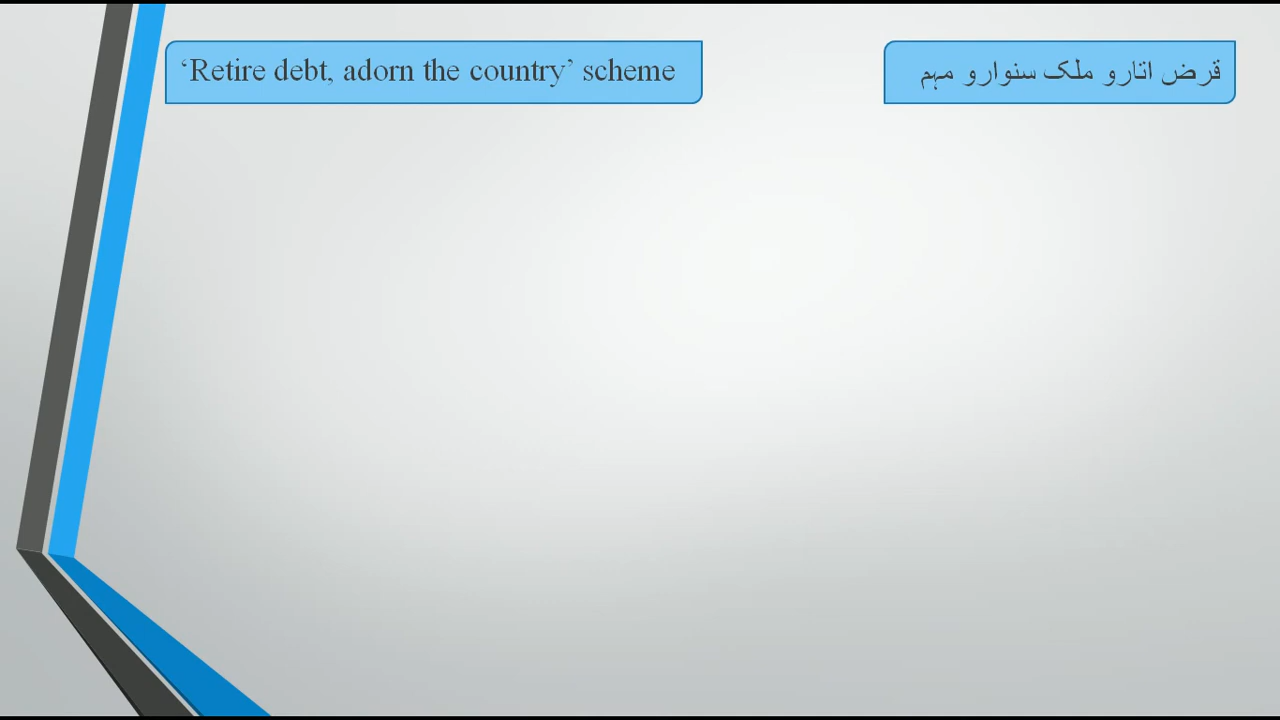 ‘Retire debt, adorn the country’ scheme
قرض اتارو ملک سنوارو مہم